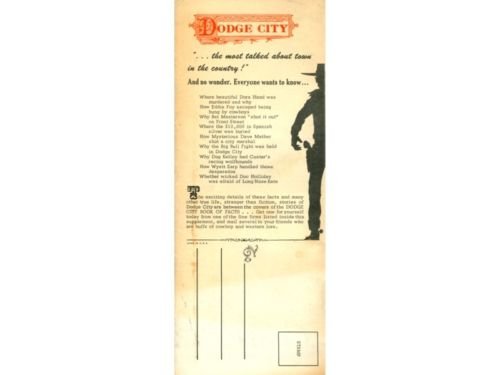 DODGE CITY
". . . the most talked about town
in the country!"
And no wonder. Everyone wants to know...
Where beautiful Dora Hand was
murdered and why
How Eddie Foy escaped being
hung by cowboys
Why Bat Masterson "shot it out"
on Front Street
Where the $11,000 in Spanish
silver was buried
How Mysterious Dave Mather
shot a city marshal
Why the Big Bull Fight was held
in Dodge City
Why Dog Kelley had Custer's
racing wolfhounds
How Wyatt Earp handled those
desperados
Whether wicked Doc Holliday
was afraid of Long Nose Kate
The exciting details of these facts and many
other true life, stranger than fiction, stories of
Dodge City are between the covers of the DODGE
CITY BOOK OF FACTS . . . Get one for yourself
today from one of the fine firms listed inside this
supplement, and mail several to your friends who
are buffs of cowboy and western lore.
STAMP